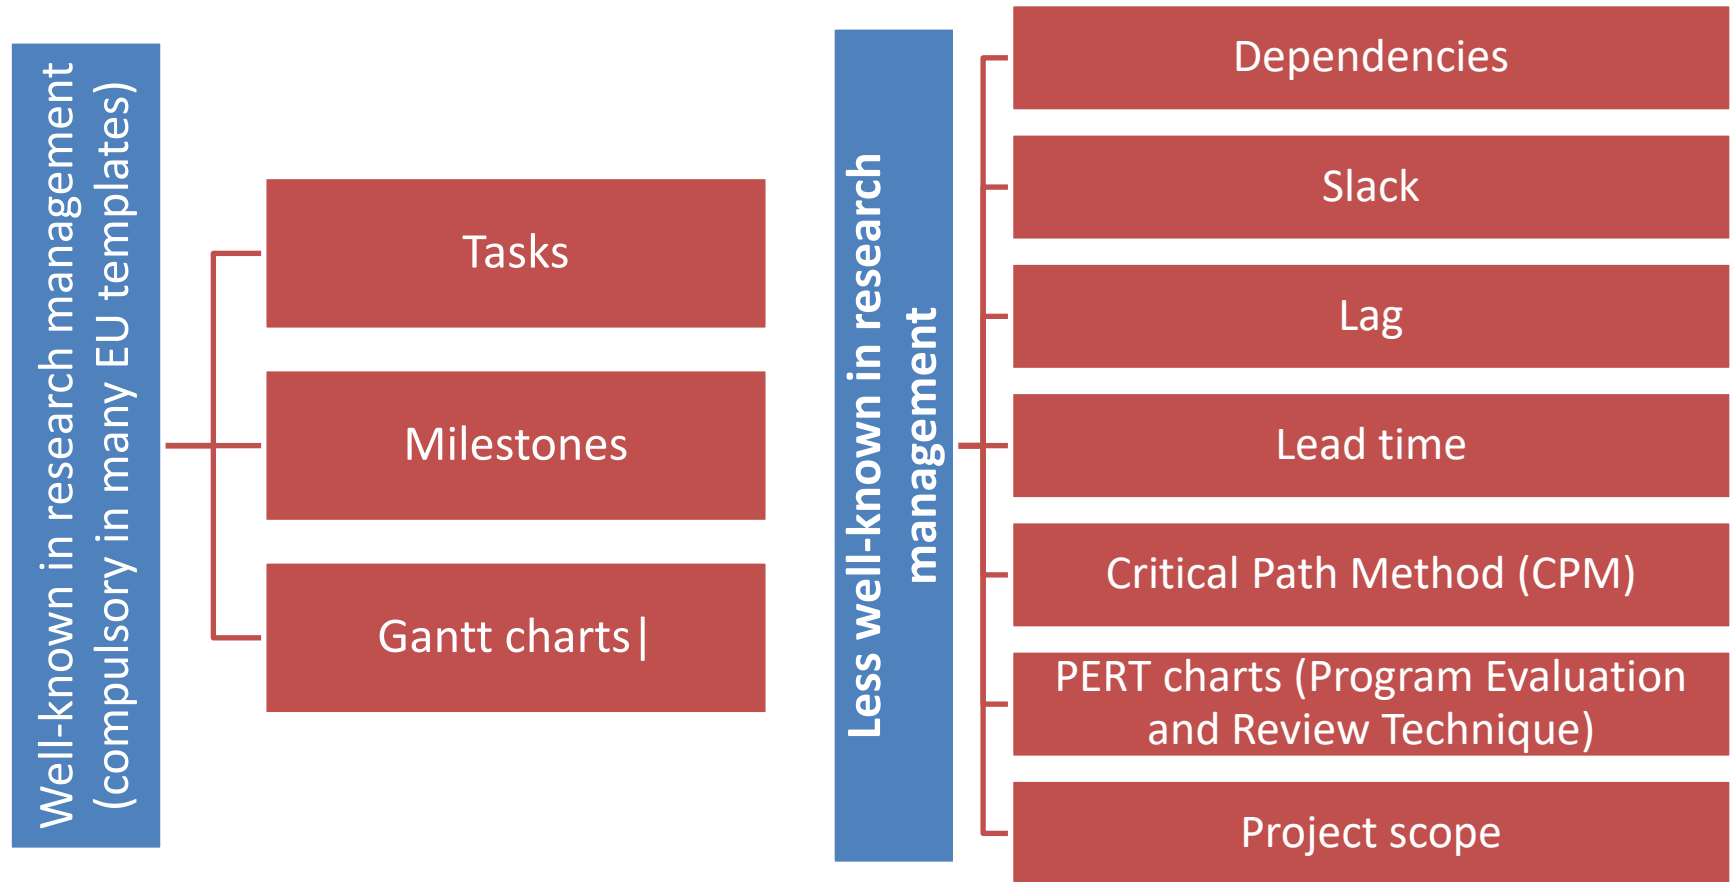 Well-known in research management
(compulsory in many EU templates)
Tasks
Milestones
Gantt charts|
Less well-known in research
management
Dependencies
Slack
Lag
Lead time
Critical Path Method (CPM)
PERT charts (Program Evaluation
and Review Technique)
Project scope